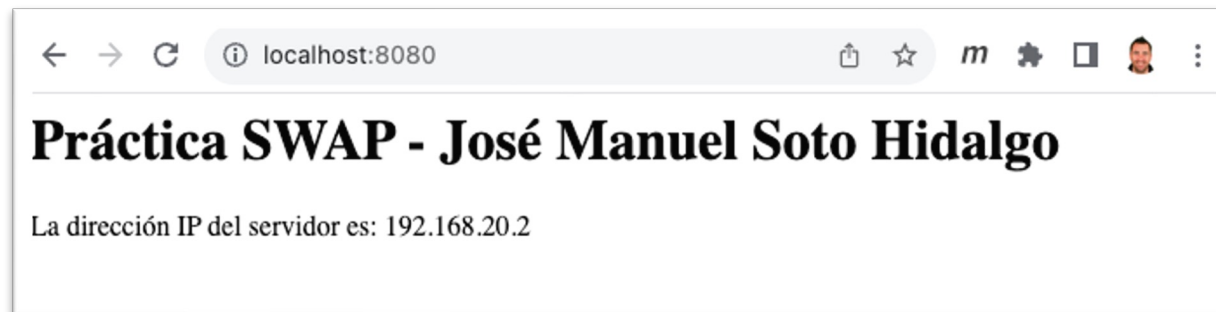 localhost:8080
m
Práctica SWAP - José Manuel Soto Hidalgo
La dirección IP del servidor es: 192.168.20.2